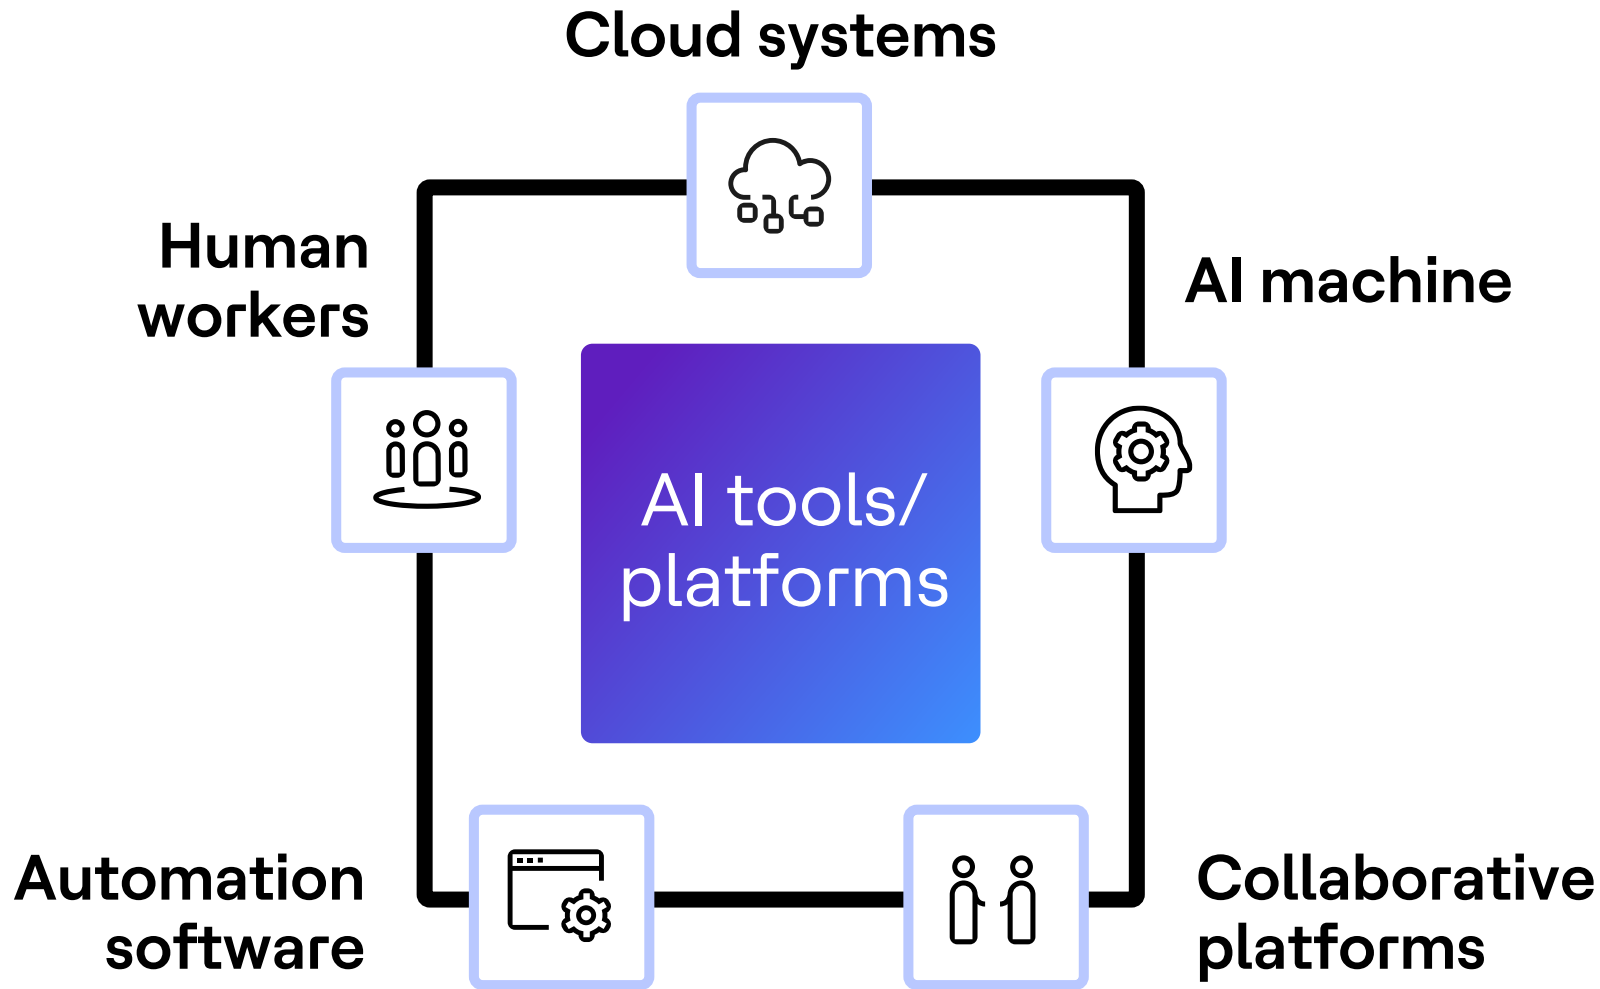 Cloud systems
Human
workers
AI machine
AI tools/
platforms
Automation
software
Collaborative
platforms